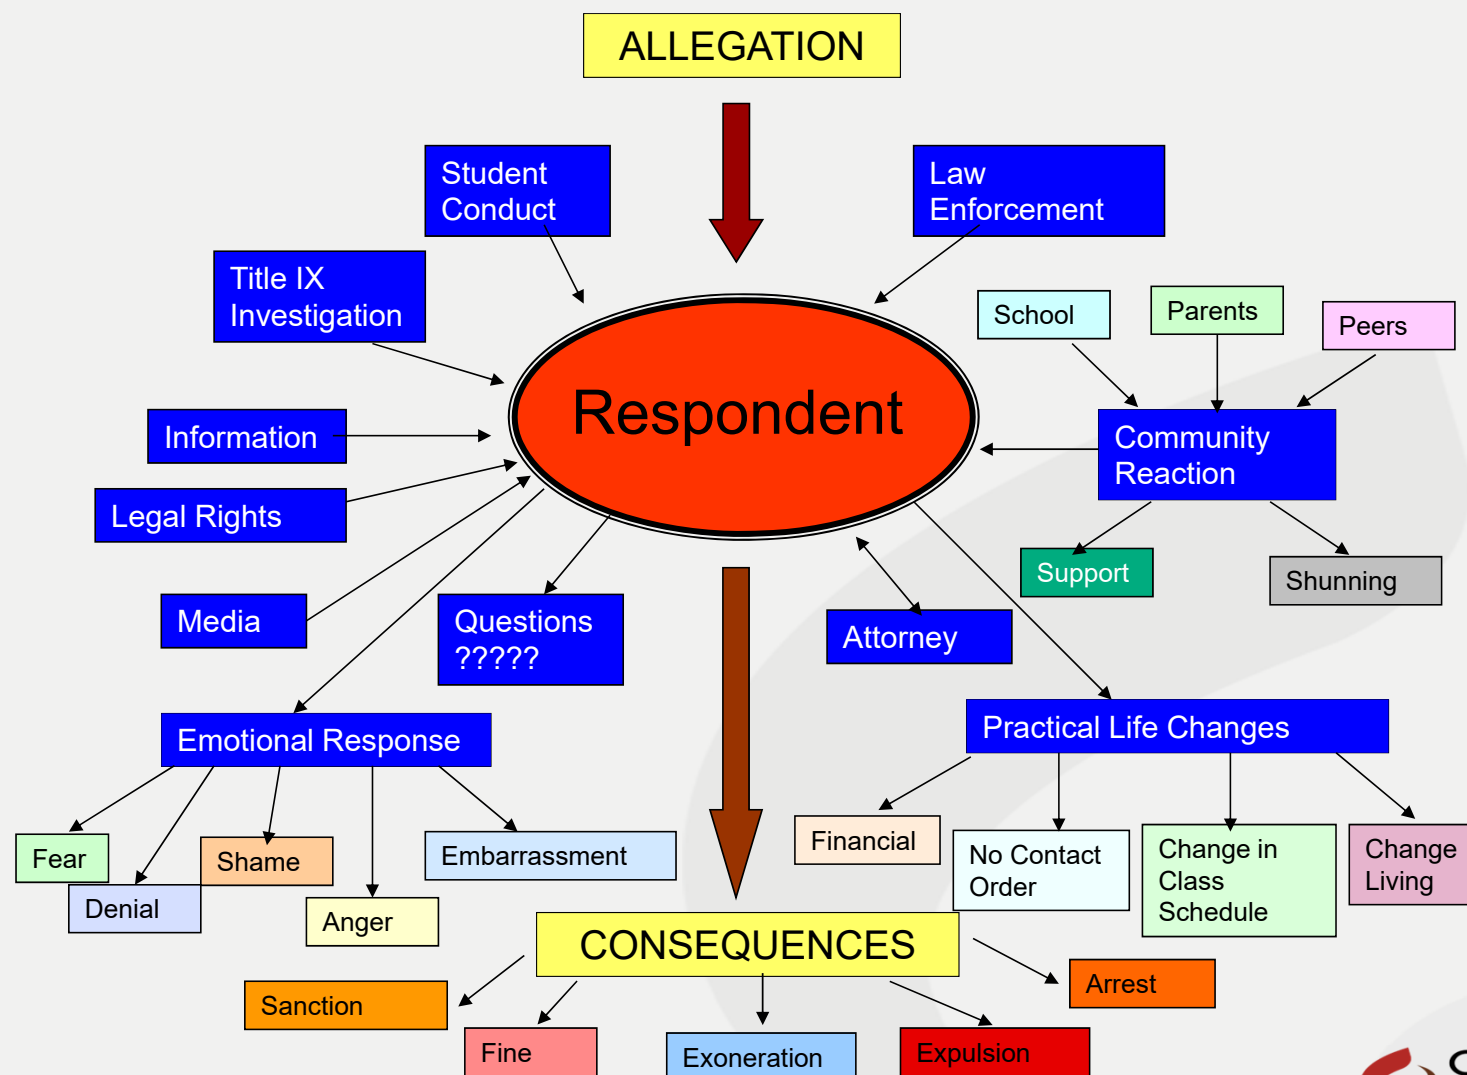 ALLEGATION
Student
Conduct
Law
Enforcement
Title IX
Investigation
School
Parents
Peers
Respondent
Information
Community
Reaction
Legal Rights
Support
Shunning
Media
Questions
?????
Attorney
Emotional Response
Practical Life Changes
Fear
Denial
Shame
Anger
Embarrassment
Financial
No Contact
Order
Change in
Class
Schedule
Change
Living
CONSEQUENCES
Sanction
Fine
Exoneration
Expulsion
Arrest